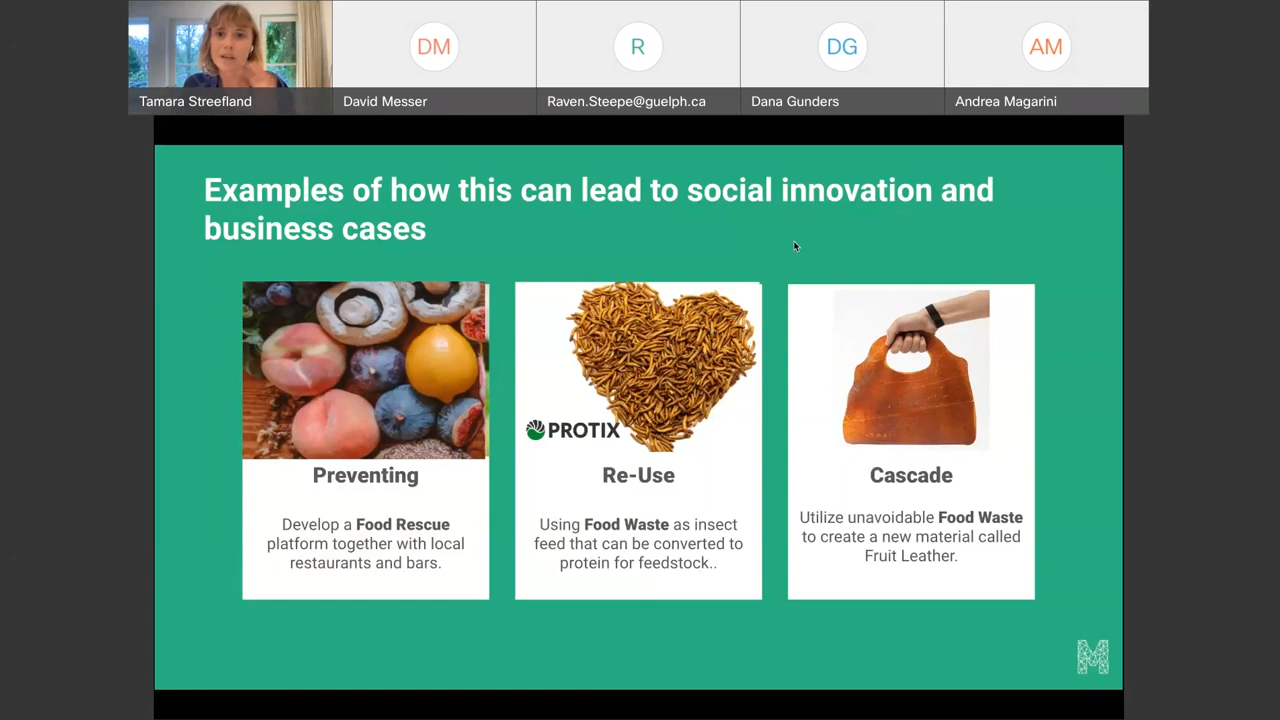 DM
R
DG
AM
Tamara Streefland
David Messer
Raven.Steepe@guelph.ca
Dana Gunders
Andrea Magarini
Examples of how this can lead to social innovation and
business cases
PROTIX
Preventing
Develop a Food Rescue
platform together with local
restaurants and bars.
Re-Use
Using Food Waste as insect
feed that can be converted to
protein for feedstock..
Cascade
Utilize unavoidable Food Waste
to create a new material called
Fruit Leather.
M